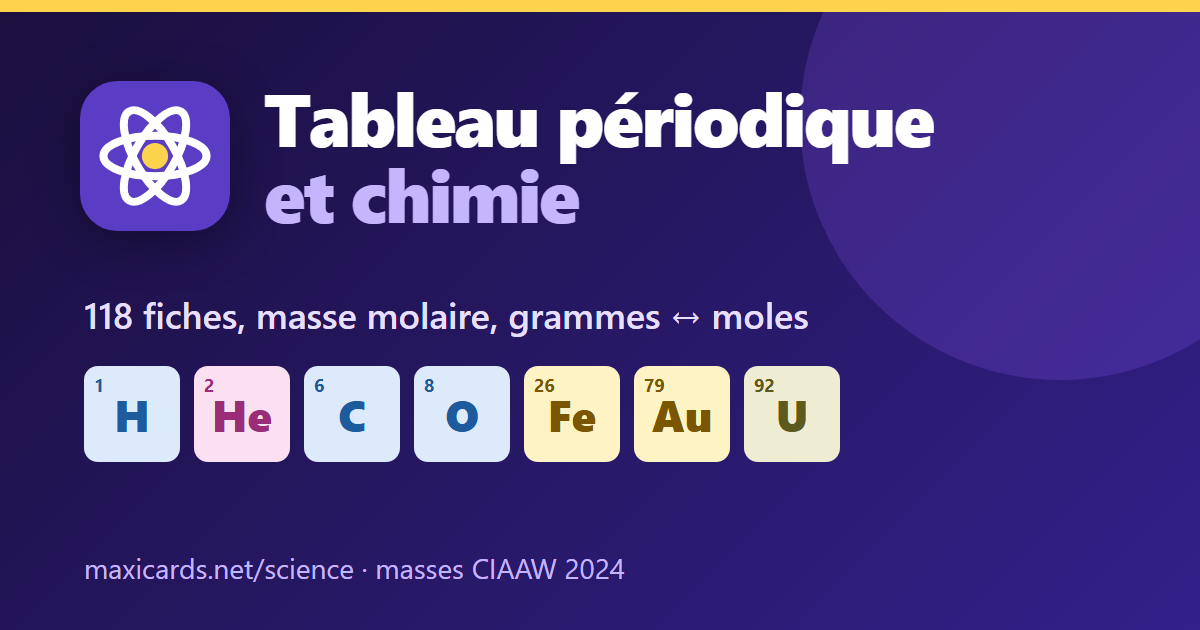 Tableau périodique
et chimie
118 fiches, masse molaire, grammes ↔ moles
1 2 6 8 26 79 92
H He C O Fe Au U
maxicards.net/science · masses CIAAW 2024